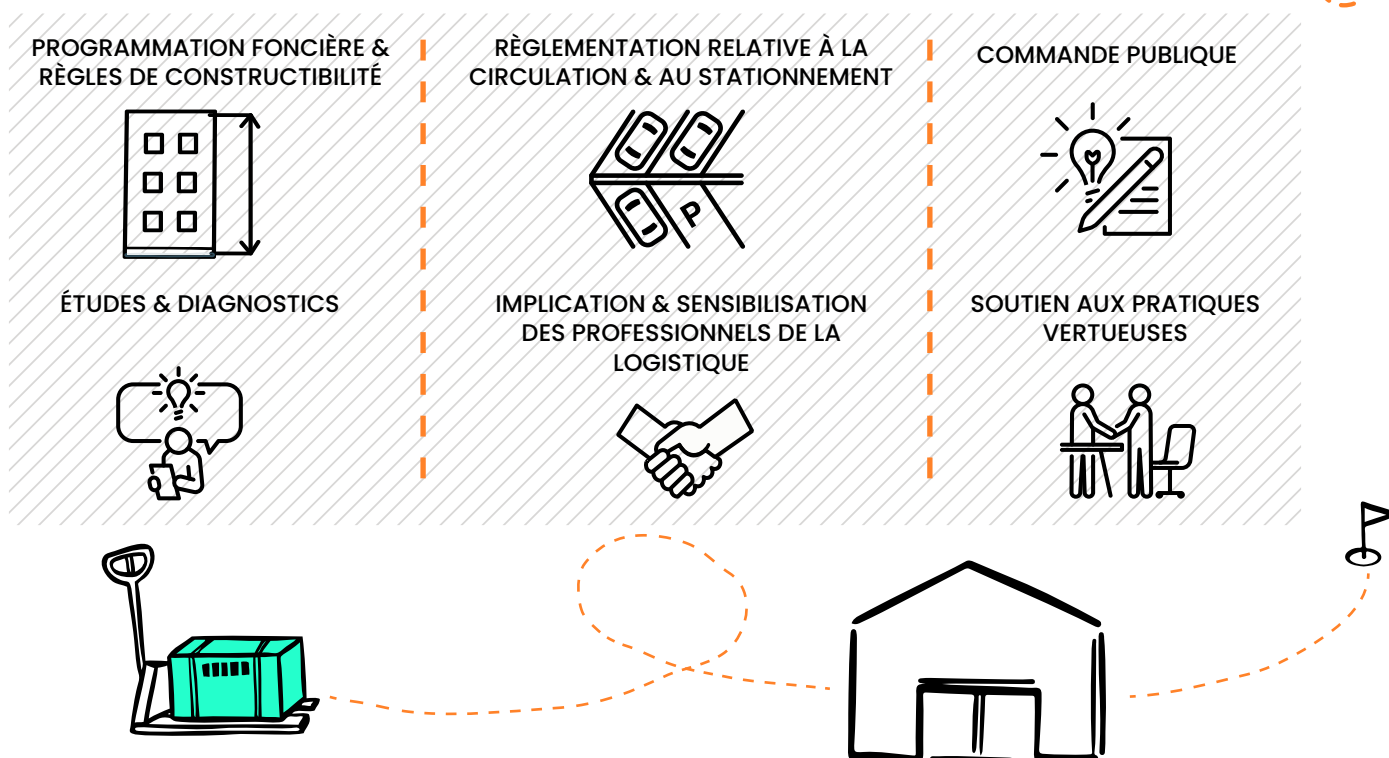 PROGRAMMATION FONCIÈRE &
RÈGLES DE CONSTRUCTIBILITÉ
RÈGLEMENTATION RELATIVE À LA
CIRCULATION & AU STATIONNEMENT
COMMANDE PUBLIQUE
P
ÉTUDES & DIAGNOSTICS
IMPLICATION & SENSIBILISATION
DES PROFESSIONNELS DE LA
LOGISTIQUE
SOUTIEN AUX PRATIQUES
VERTUEUSES